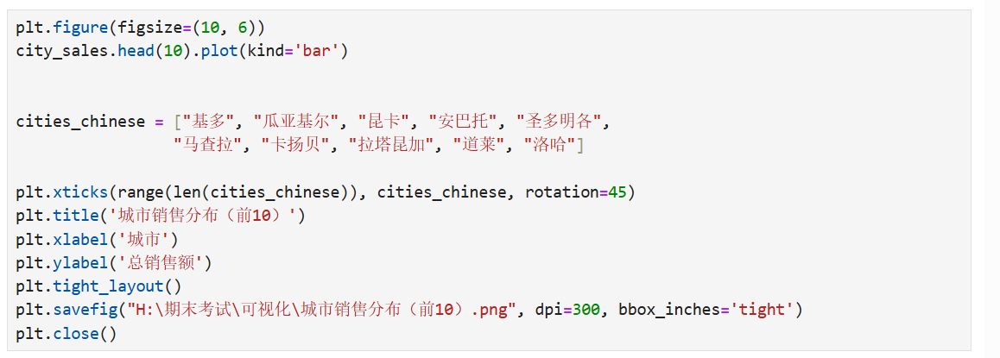 plt.figure(figsize=(10, 6))
city_sales.head(10).plot(kind='bar')
cities_chinese = ["基多", "瓜亚基尔", "昆卡", "安巴托", "圣多明各",
"马查拉", "卡扬贝", "拉塔昆加", "道莱", "洛哈"]
plt.xticks(range(len(cities_chinese)), cities_chinese, rotation=45)
plt.title('城市销售分布（前10）')
plt.xlabel('城市')
plt.ylabel('总销售额')
plt.tight_layout()
plt.savefig("H:\期末考试\可视化\城市销售分布（前10）.png", dpi=300, bbox_inches='tight')
plt.close()